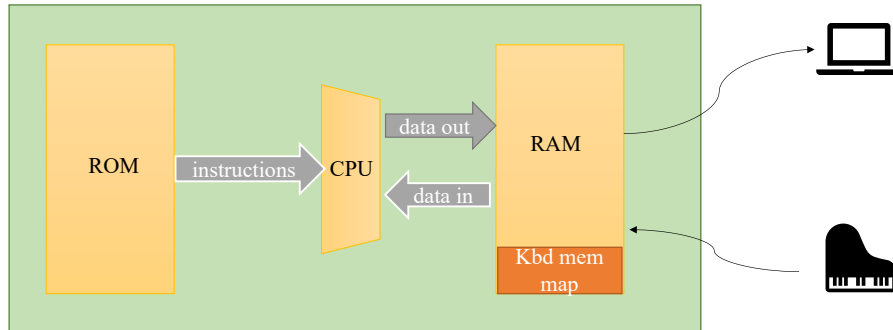 ROM
instructions
CPU
data out
data in
RAM
Kbd mem
map